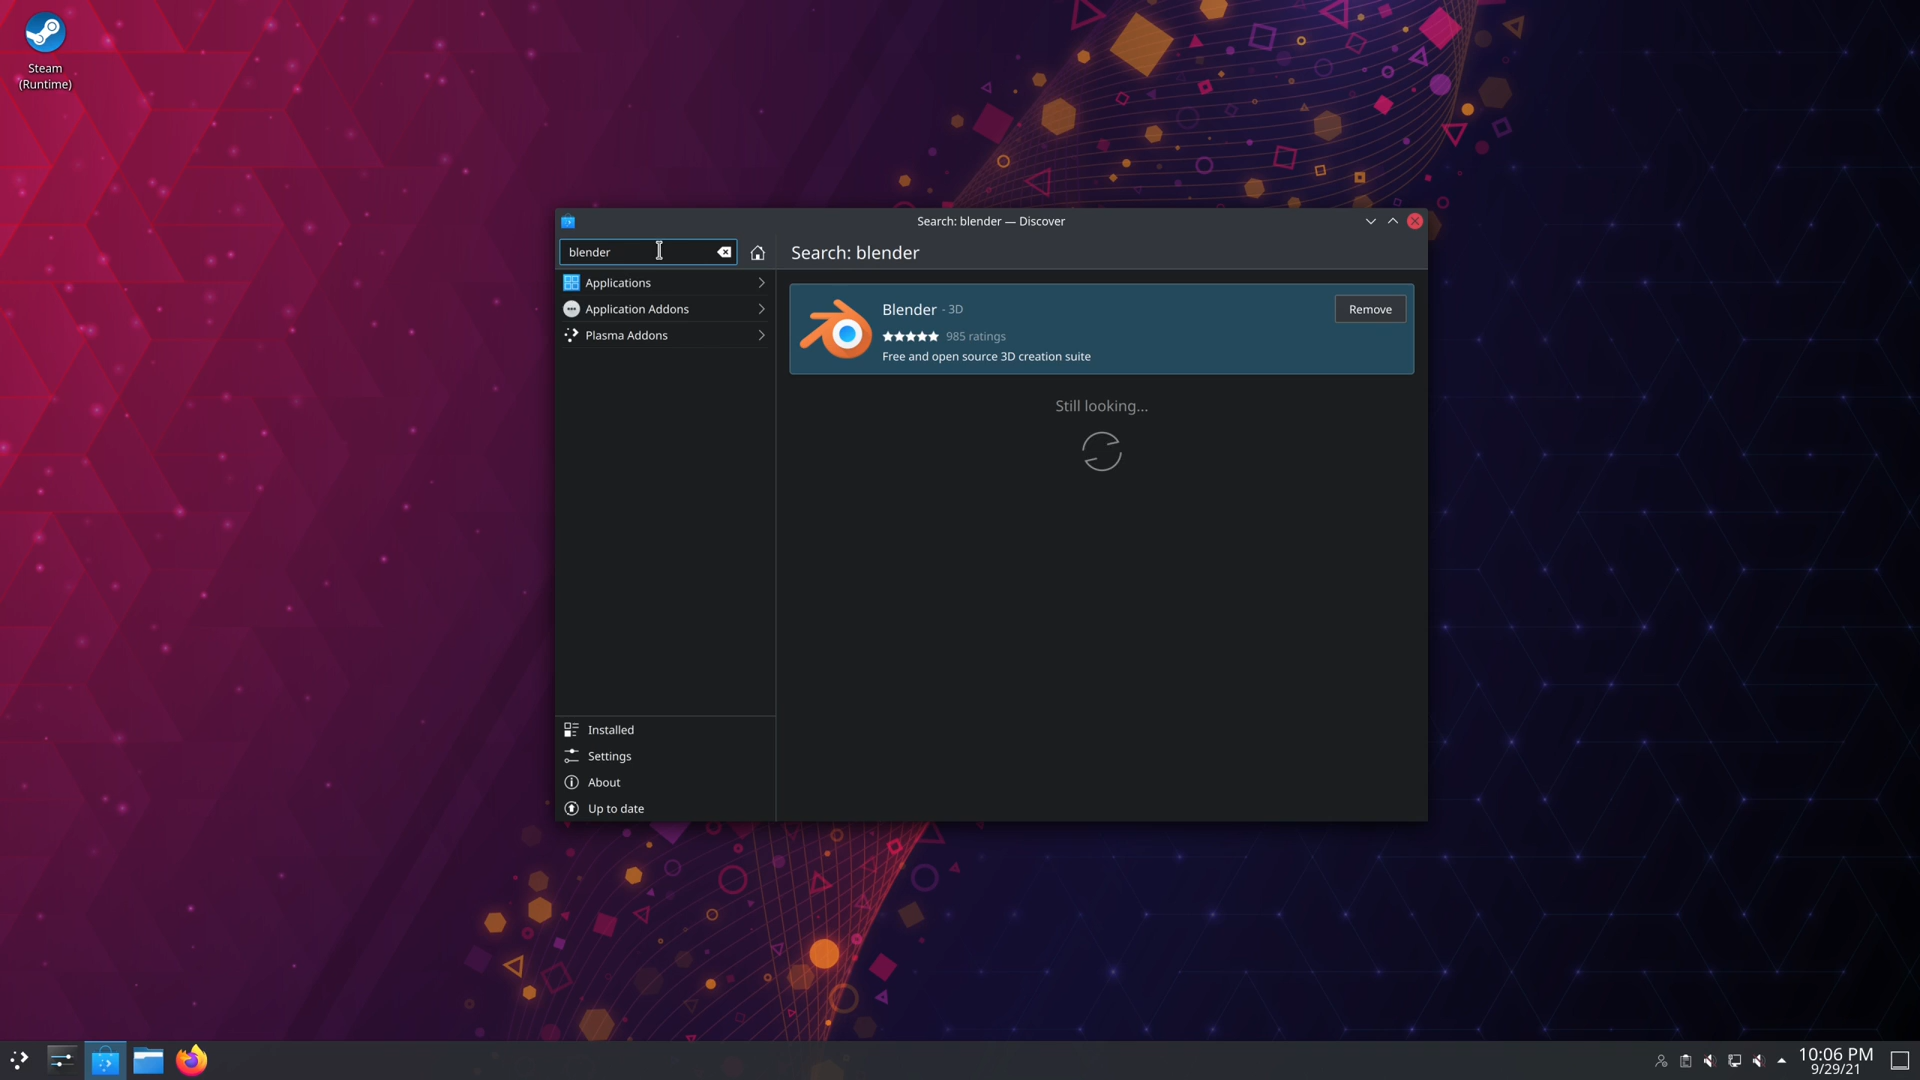 Steam
(Runtime)
Search: blender — Discover
blender
Search: blender
Applications
Application Addons
Plasma Addons
Blender - 3D
Remove
985 ratings
Free and open source 3D creation suite
Still looking...
Installed
Settings
About
Up to date
10:06 PM
9/29/21